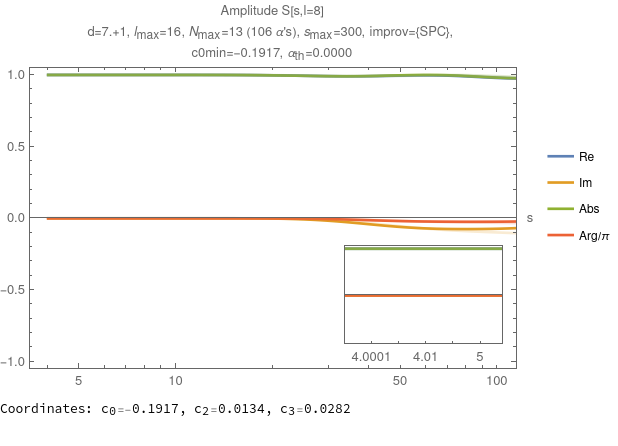 Amplitude S[s,l=8]
d=7.+1, lmax=16, Nmax=13 (106 α's), smax=300, improv={SPC},
c0min=−0.1917, αth=0.0000
1.0
0.5
0.0
−0.5
−1.0
5
10
50
100
s
4.0001
4.01
5
Re
Im
Abs
Arg/π
Coordinates: c0=-0.1917, c2=0.0134, c3=0.0282